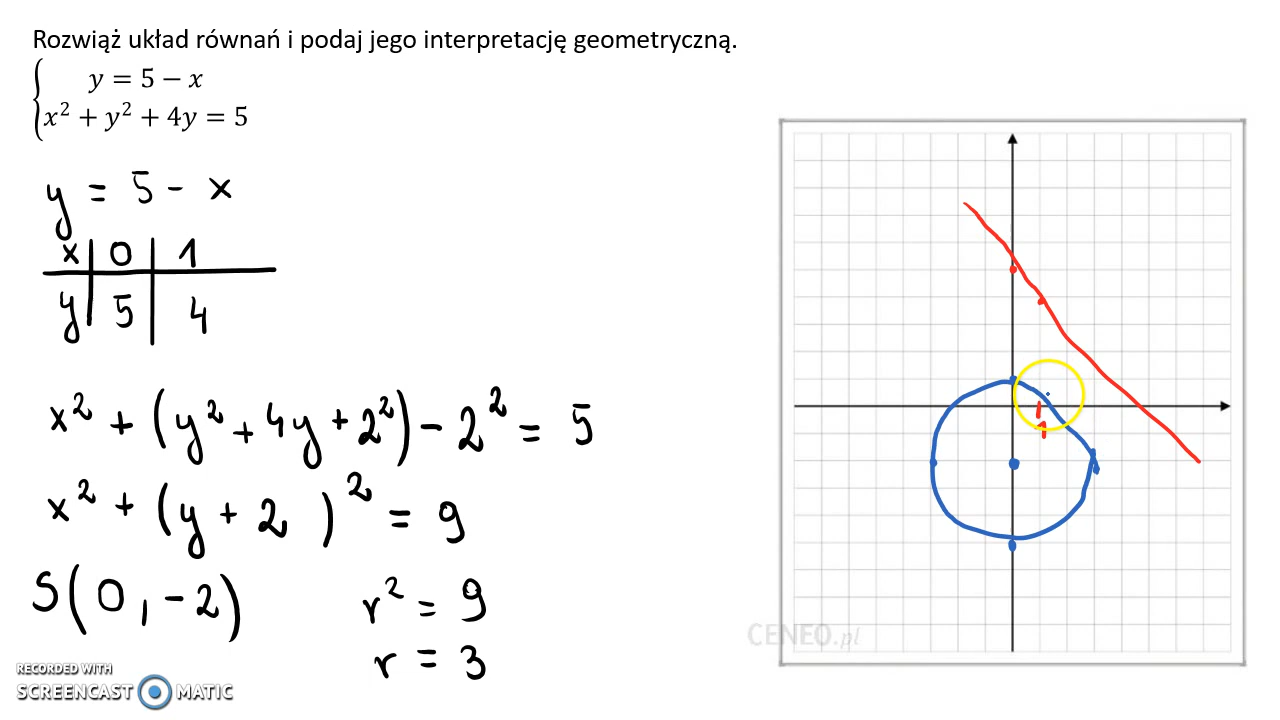 Rozwiąż układ równań i podaj jego interpretację geometryczną.
y = 5 − x
x² + y² + 4y = 5
y = 5 - x
x | 0 | 1
y | 5 | 4
x² + (y² + 4y + 2²) - 2² = 5
x² + (y + 2 )² = 9
S(0, -2) r² = 9
r = 3
1
1
CENEO.pl
RECORDED WITH
SCREENCAST MATIC